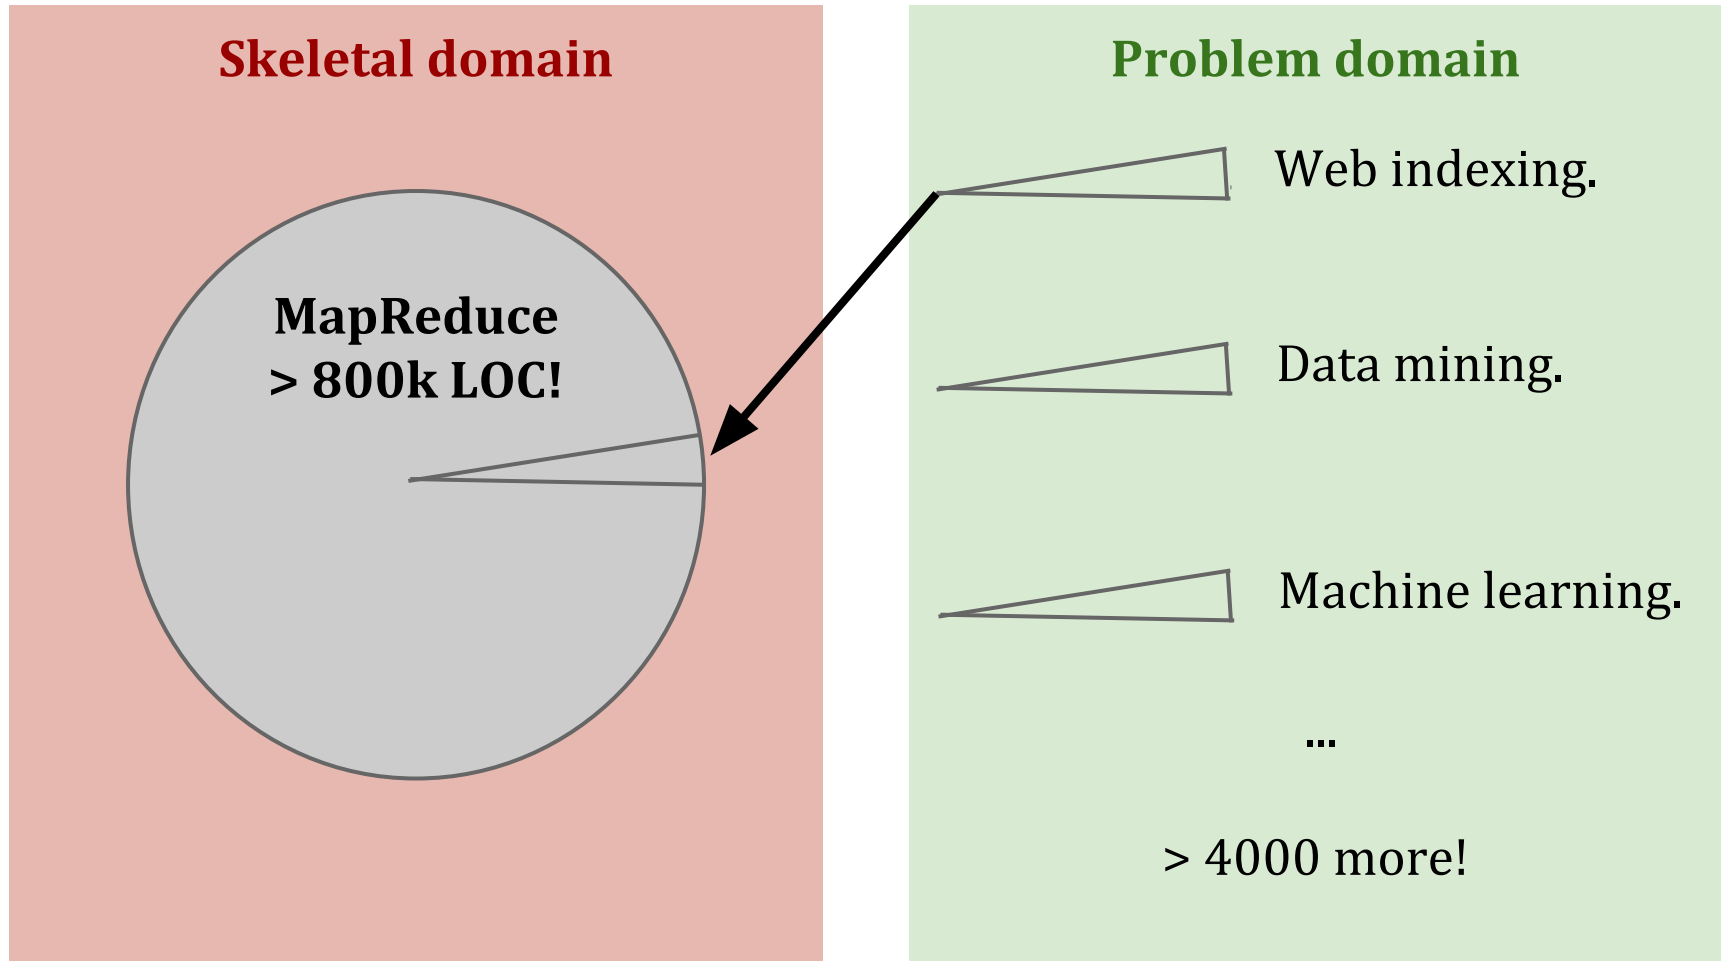 Skeletal domain
MapReduce
> 800k LOC!
Problem domain
Web indexing.
Data mining.
Machine learning.
...
> 4000 more!